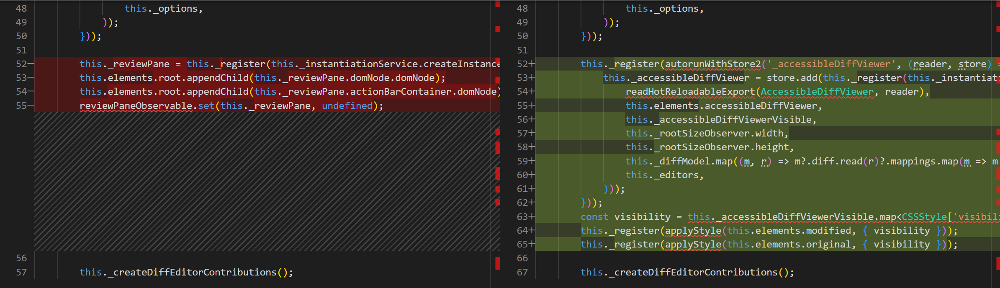 48 this._options,
49 ));
50 }));
51
52— this._reviewPane = this._register(this._instantiationService.createInstance
53— this.elements.root.appendChild(this._reviewPane.domNode.domNode);
54— this.elements.root.appendChild(this._reviewPane.actionBarContainer.domNode)
55— reviewPaneObservable.set(this._reviewPane, undefined);
56
57 this._createDiffEditorContributions();
48 this._options,
49 ));
50 }));
51
52+ this._register(autorunWithStore2('_accessibleDiffViewer', (reader, store) =
53+ this._accessibleDiffViewer = store.add(this._register(this._instantiat
54+ readHotReloadableExport(AccessibleDiffViewer, reader),
55+ this.elements.accessibleDiffViewer,
56+ this._accessibleDiffViewerVisible,
57+ this._rootSizeObserver.width,
58+ this._rootSizeObserver.height,
59+ this._diffModel.map((m, r) => m?.diff.read(r)?.mappings.map(m => m
60+ this._editors,
61+ )));
62+ }));
63+ const visibility = this._accessibleDiffViewerVisible.map<CSSStyle['visibili
64+ this._register(applyStyle(this.elements.modified, { visibility }));
65+ this._register(applyStyle(this.elements.original, { visibility }));
66
67 this._createDiffEditorContributions();